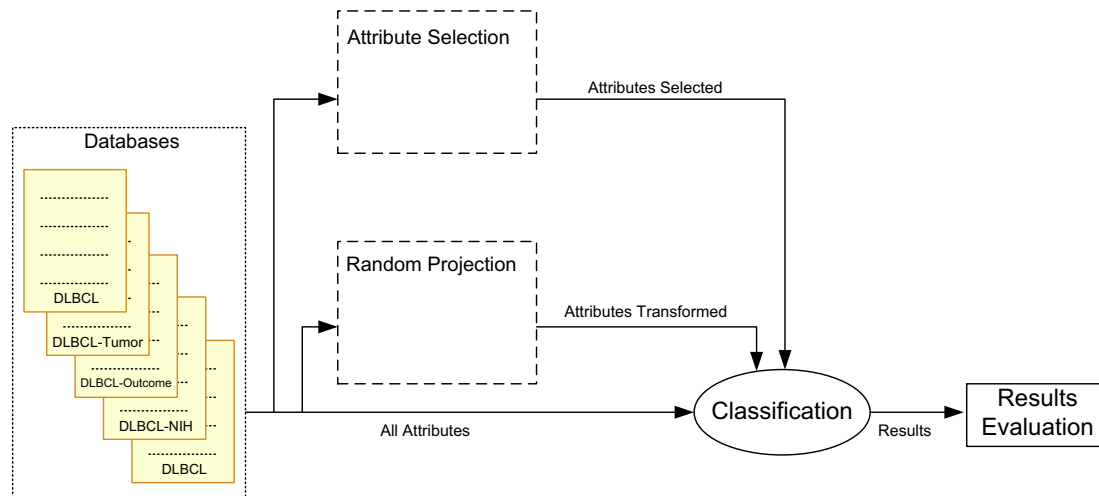 Attribute Selection
Attributes Selected
Databases
DLBCL
DLBCL-Tumor
DLBCL-Outcome
DLBCL-NIH
DLBCL
Random Projection
Attributes Transformed
All Attributes
Classification
Results
Results
Evaluation